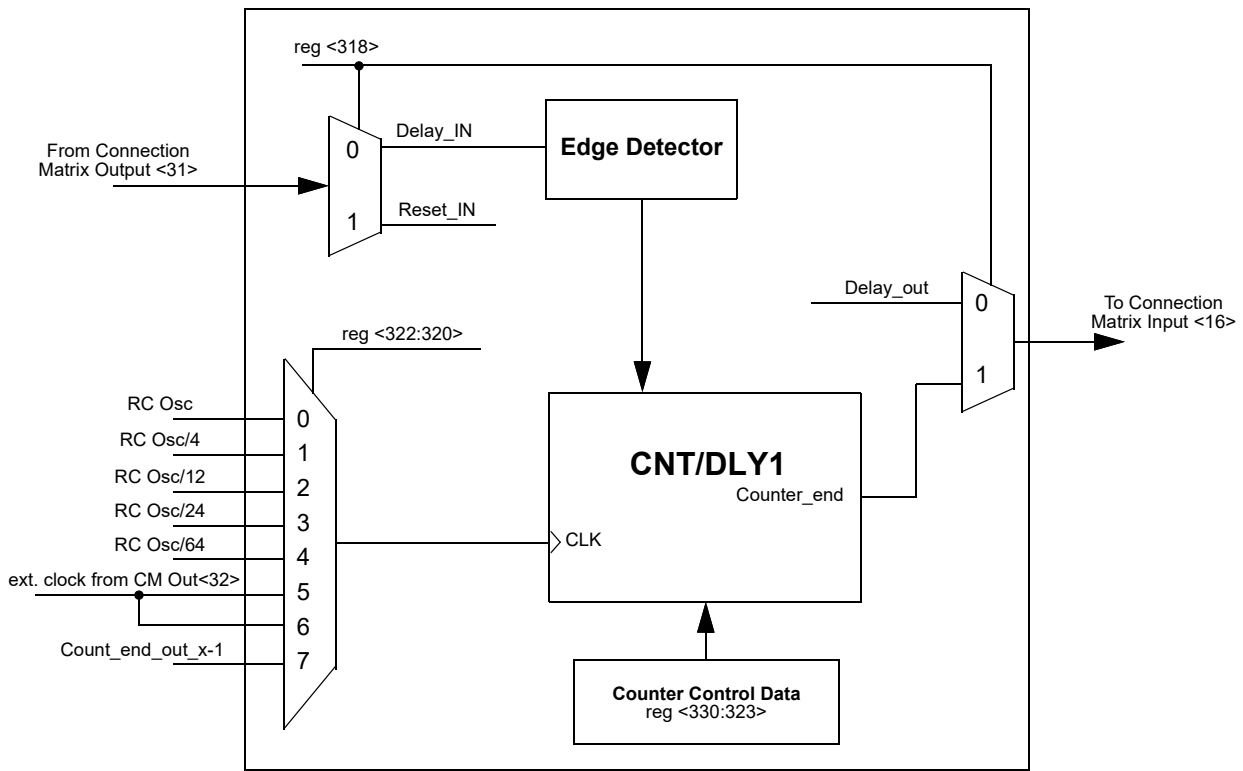 reg <318>
From Connection
Matrix Output <31>
0
1
Delay_IN
Reset_IN
Edge Detector
Delay_out
0
1
To Connection
Matrix Input <16>
reg <322:320>
RC Osc
0
RC Osc/4
1
RC Osc/12
2
RC Osc/24
3
RC Osc/64
4
ext. clock from CM Out<32>
5
6
Count_end_out_x-1
7
CNT/DLY1
Counter_end
CLK
Counter Control Data
reg <330:323>